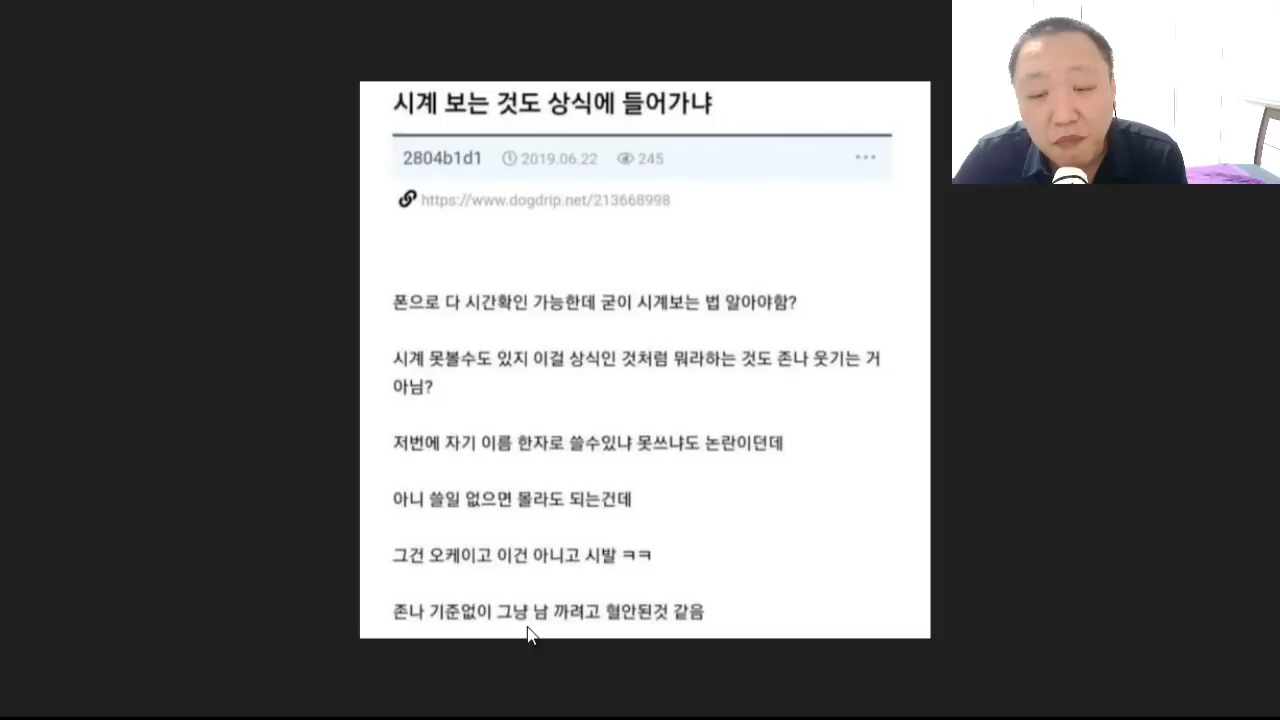 시계 보는 것도 상식에 들어가냐
2804b1d1 2019.06.22 245
https://www.dogdrip.net/213668998
폰으로 다 시간확인 가능한데 굳이 시계보는 법 알아야함?
시계 못볼수도 있지 이걸 상식인 것처럼 뭐라하는 것도 존나 웃기는 거
아님?
저번에 자기 이름 한자로 쓸수있냐 못쓰냐도 논란이던데
아니 쓸일 없으면 몰라도 되는건데
그건 오케이고 이건 아니고 시발 ㅋㅋ
존나 기준없이 그냥 남 까려고 혈안된것 같음